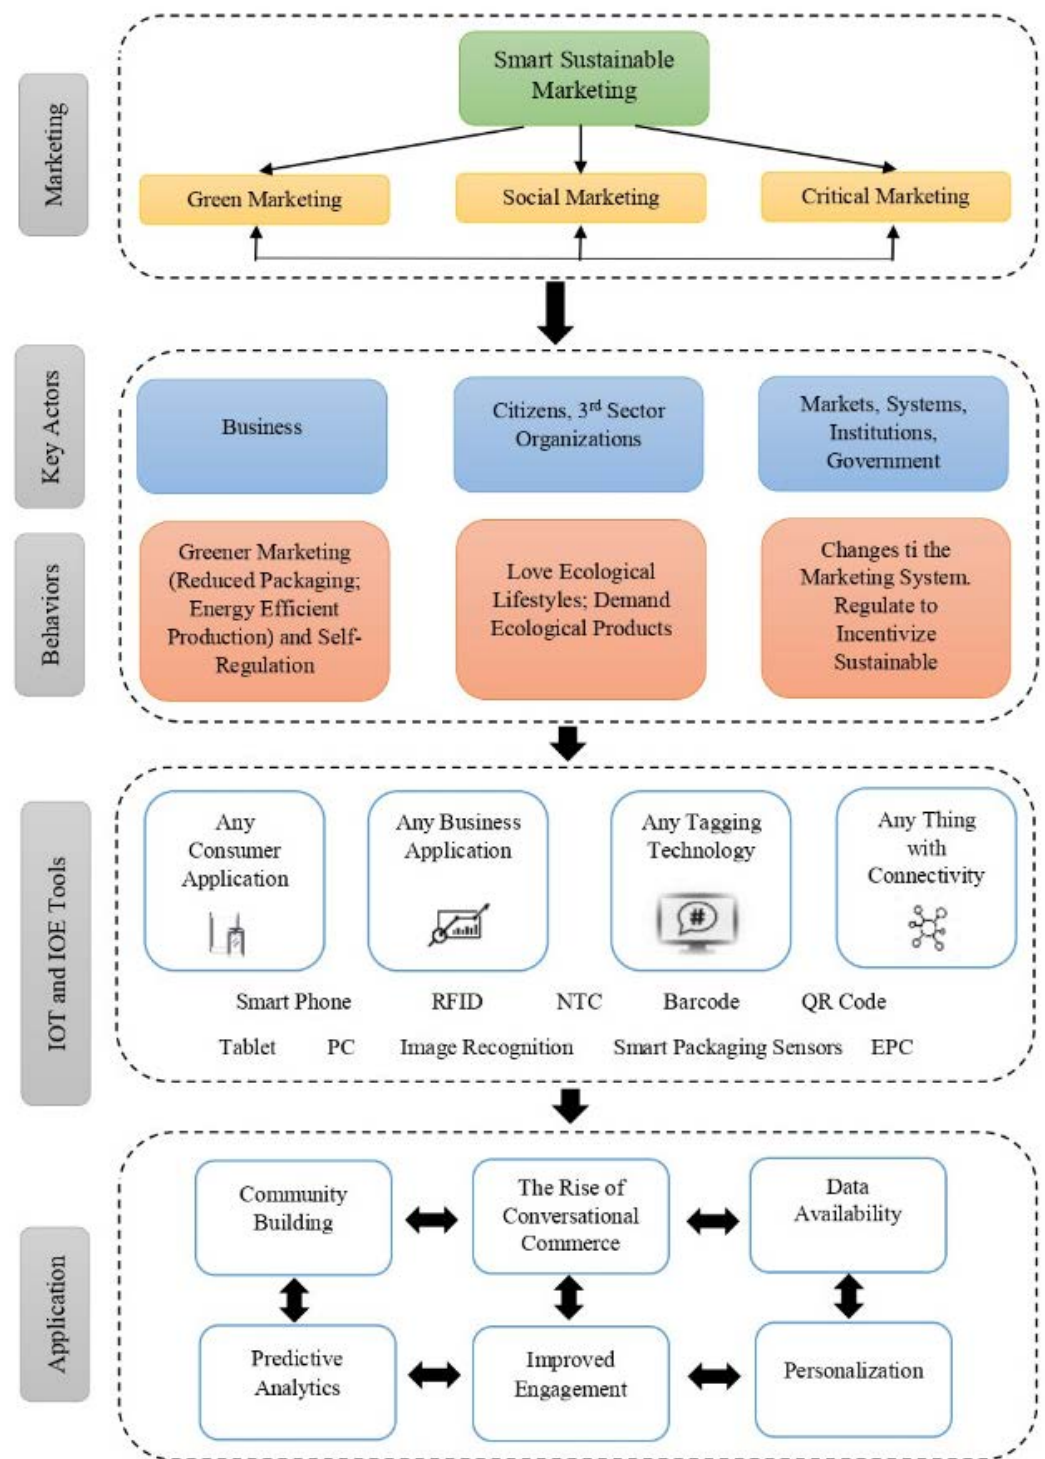 Marketing
Smart Sustainable
Marketing
Green Marketing
Social Marketing
Critical Marketing
Key Actors
Business
Citizens, 3rd Sector
Organizations
Markets, Systems,
Institutions,
Government
Behaviors
Greener Marketing
(Reduced Packaging;
Energy Efficient
Production) and Self-
Regulation
Love Ecological
Lifestyles; Demand
Ecological Products
Changes ti the
Marketing System.
Regulate to
Incentivize
Sustainable
IOT and IOE Tools
Any
Consumer
Application
Any Business
Application
Any Tagging
Technology
#
Any Thing
with
Connectivity
Smart Phone RFID NTC Barcode QR Code
Tablet PC Image Recognition Smart Packaging Sensors EPC
Application
Community
Building
The Rise of
Conversational
Commerce
Data
Availability
Predictive
Analytics
Improved
Engagement
Personalization